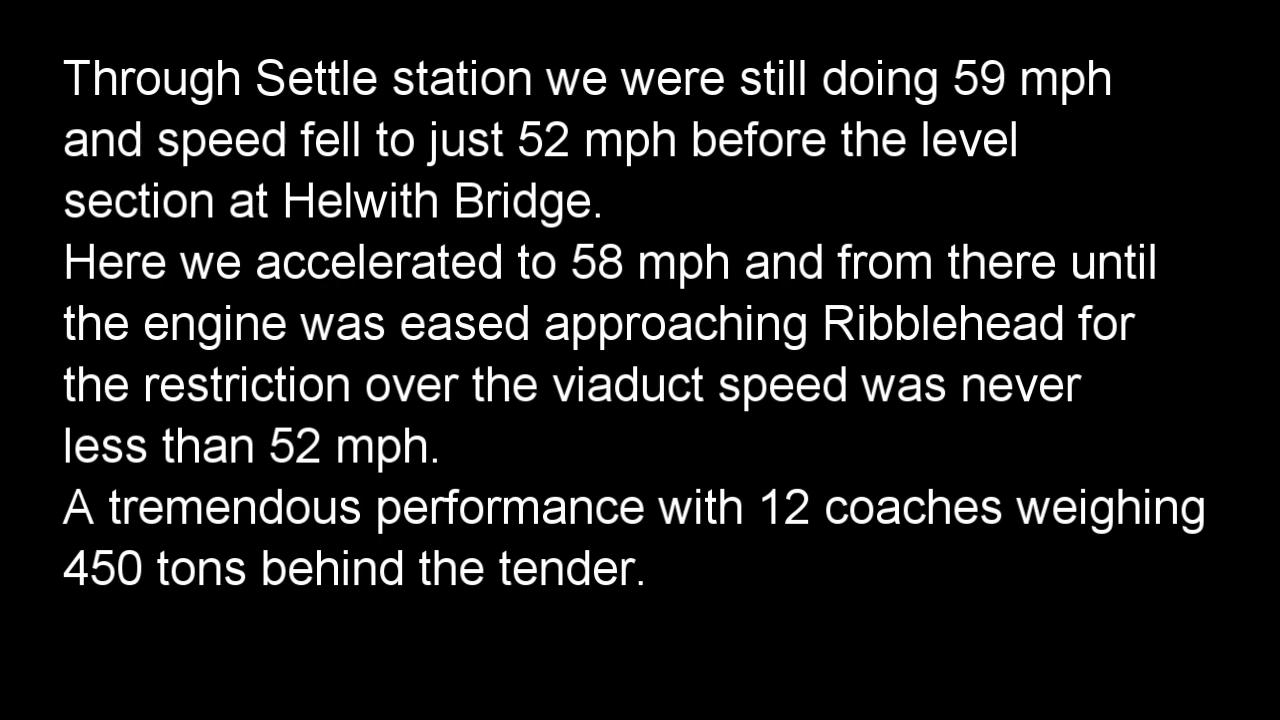 Through Settle station we were still doing 59 mph
and speed fell to just 52 mph before the level
section at Helwith Bridge.
Here we accelerated to 58 mph and from there until
the engine was eased approaching Ribblehead for
the restriction over the viaduct speed was never
less than 52 mph.
A tremendous performance with 12 coaches weighing
450 tons behind the tender.